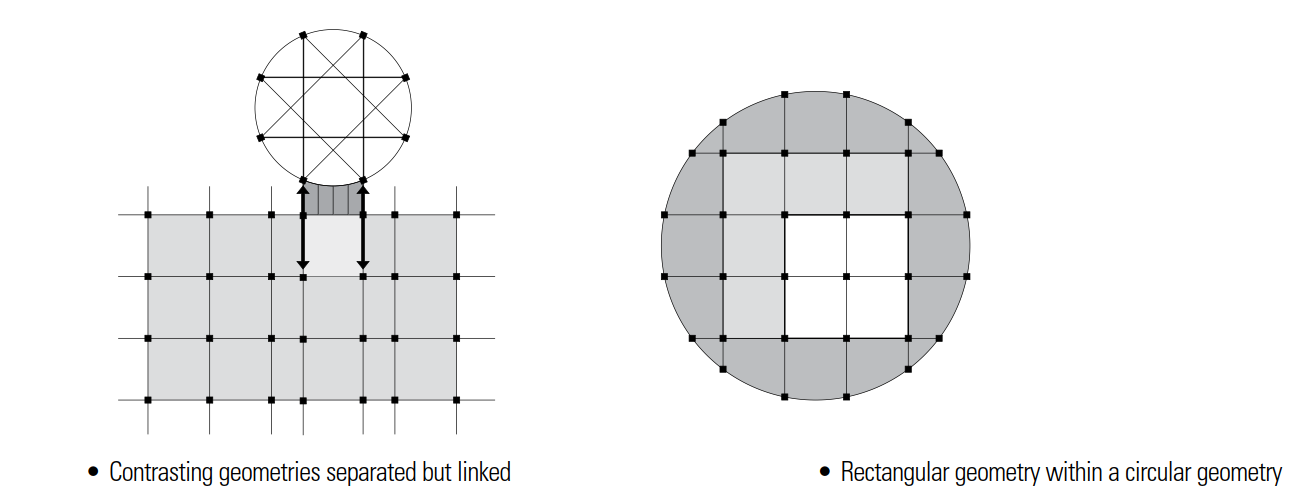 • Contrasting geometries separated but linked
• Rectangular geometry within a circular geometry